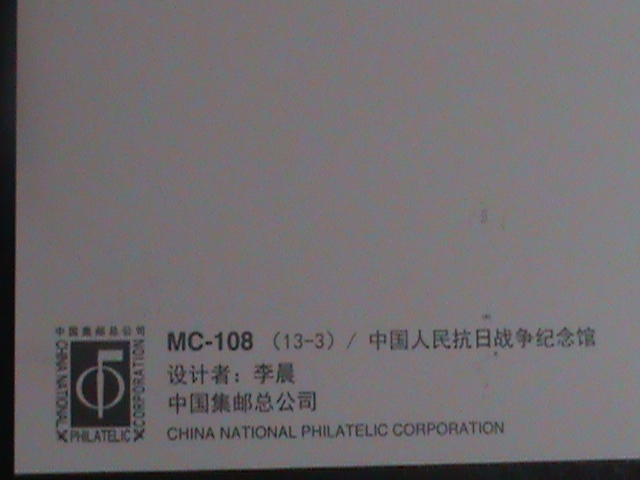 MC-108 (13-3) / 中国人民抗日战争纪念馆
设计者：李晨
中国集邮总公司
CHINA NATIONAL PHILATELIC CORPORATION
中国集邮总公司
CHINA NATIONAL
PHILATELIC
CORPORATION